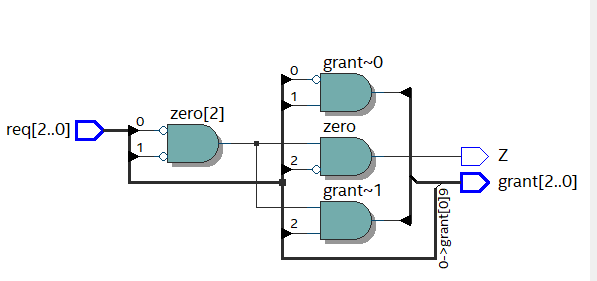 grant~0
0
1
req[2..0]
0
1
zero[2]
zero
2
Z
grant[2..0]
grant~1
2
0->grant[0]9